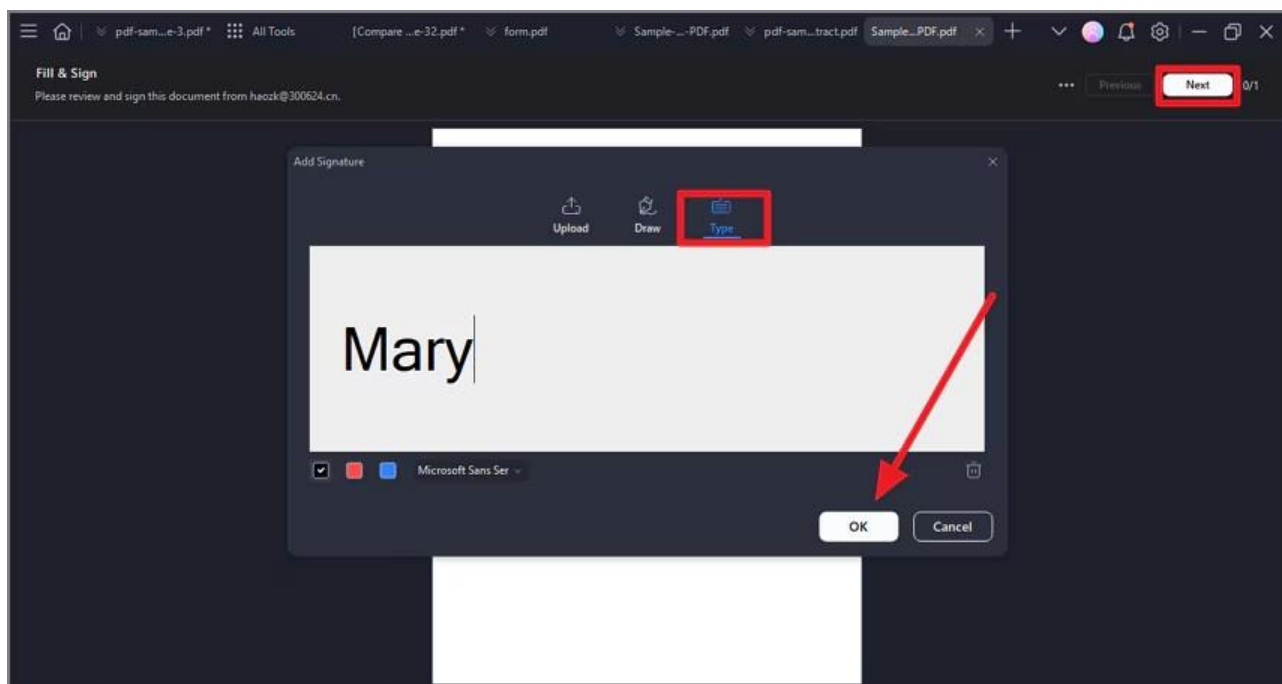 pdf-sam...e-3.pdf * All Tools [Compare ...e-32.pdf * form.pdf Sample-...-PDF.pdf pdf-sam...tract.pdf Sample...PDF.pdf
Fill & Sign
Please review and sign this document from haozk@300624.cn.
Previous Next 0/1
Add Signature
Upload Draw Type
Mary
Microsoft Sans Ser
OK Cancel